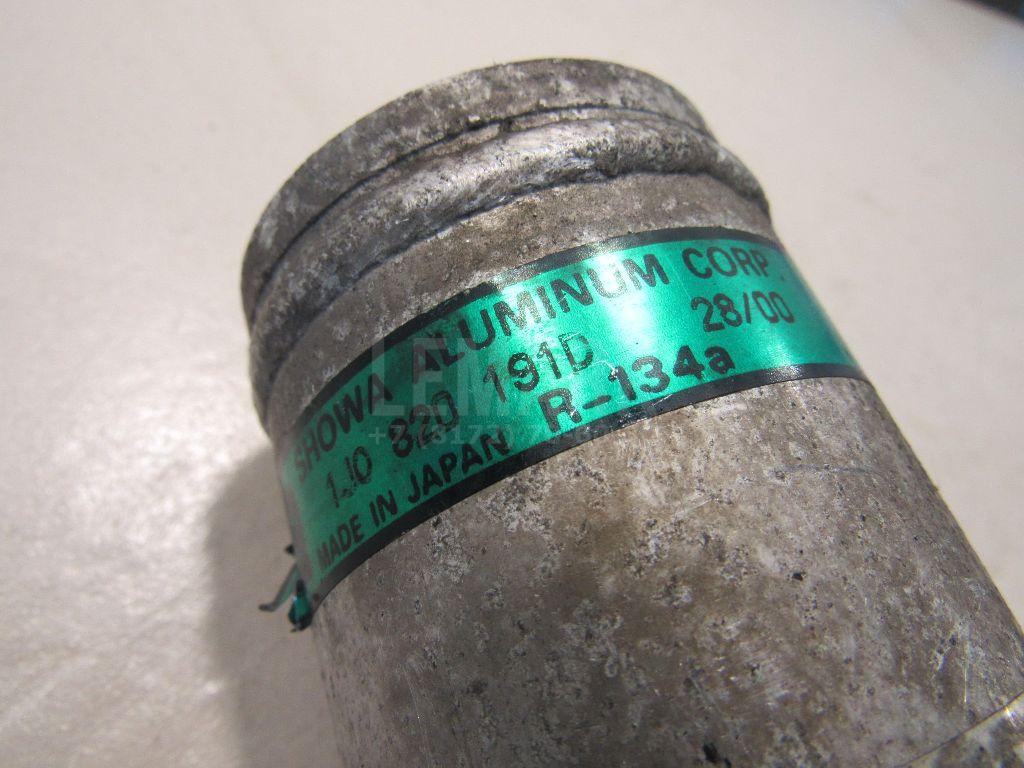 SHOWA ALUMINUM CORP.
1J0 820 191D 28/00
MADE IN JAPAN R-134a